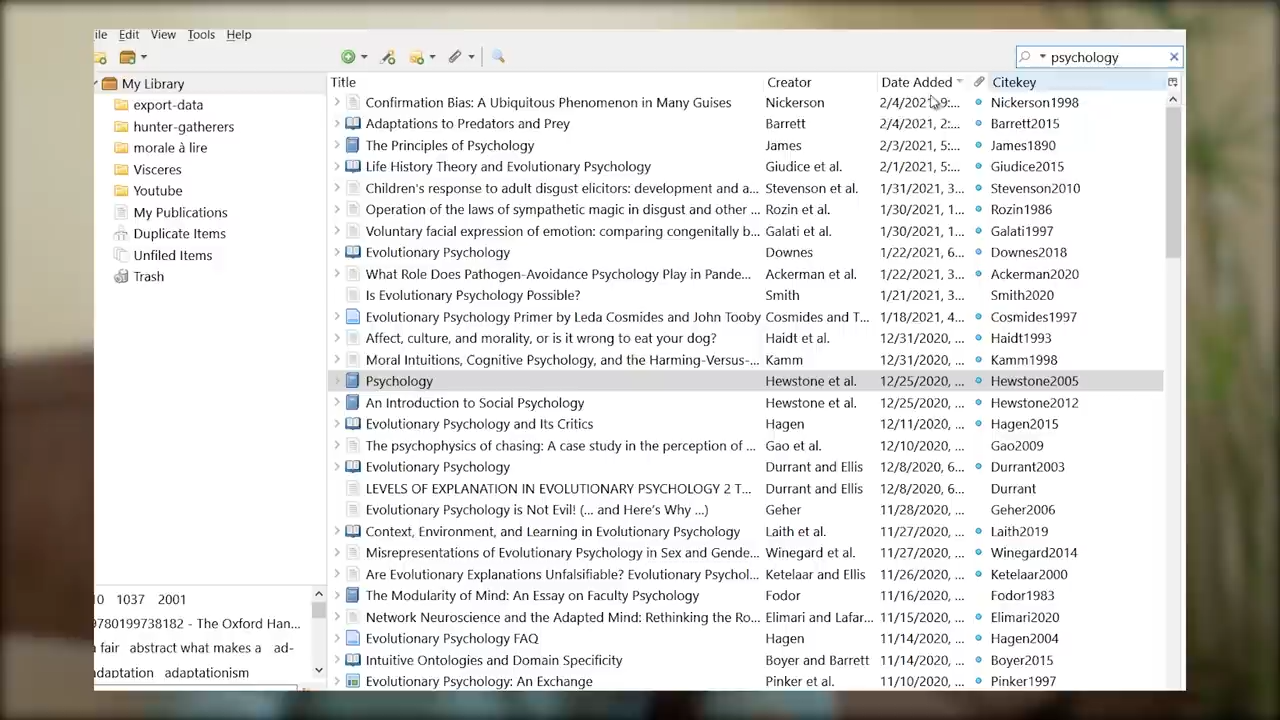 ile Edit View Tools Help
psychology
My Library
export-data
hunter-gatherers
morale à lire
Visceres
Youtube
My Publications
Duplicate Items
Unfiled Items
Trash
10 1037 2001
9780199738182 - The Oxford Han...
a fair abstract what makes a ad-
adaptation adaptationism
Title Creator Date Added Citekey
Confirmation Bias: A Ubiquitous Phenomenon in Many Guises Nickerson 2/4/2021, 9:... Nickerson1998
Adaptations to Predators and Prey Barrett 2/4/2021, 2:... Barrett2015
The Principles of Psychology James 2/3/2021, 5:... James1890
Life History Theory and Evolutionary Psychology Giudice et al. 2/1/2021, 5:... Giudice2015
Children's response to adult disgust elicitors: development and a... Stevenson et al. 1/31/2021, 3... Stevenson2010
Operation of the laws of sympathetic magic in disgust and other ... Rozin et al. 1/30/2021, 1... Rozin1986
Voluntary facial expression of emotion: comparing congenitally b... Galati et al. 1/30/2021, 1... Galati1997
Evolutionary Psychology Downes 1/22/2021, 6... Downes2018
What Role Does Pathogen-Avoidance Psychology Play in Pande... Ackerman et al. 1/22/2021, 3... Ackerman2020
Is Evolutionary Psychology Possible? Smith 1/21/2021, 3... Smith2020
Evolutionary Psychology Primer by Leda Cosmides and John Tooby Cosmides and T... 1/18/2021, 4... Cosmides1997
Affect, culture, and morality, or is it wrong to eat your dog? Haidt et al. 12/31/2020, ... Haidt1993
Moral Intuitions, Cognitive Psychology, and the Harming-Versus-... Kamm 12/31/2020, ... Kamm1998
Psychology Hewstone et al. 12/25/2020, ... Hewstone2005
An Introduction to Social Psychology Hewstone et al. 12/25/2020, ... Hewstone2012
Evolutionary Psychology and Its Critics Hagen 12/11/2020, ... Hagen2015
The psychophysics of chasing: A case study in the perception of ... Gao et al. 12/10/2020, ... Gao2009
Evolutionary Psychology Durrant and Ellis 12/8/2020, 6... Durrant2003
LEVELS OF EXPLANATION IN EVOLUTIONARY PSYCHOLOGY 2 T... Durrant and Ellis 12/8/2020, 6... Durrant
Evolutionary Psychology is Not Evil! (... and Here's Why ...) Geher 11/28/2020, ... Geher2006
Context, Environment, and Learning in Evolutionary Psychology Laith et al. 11/27/2020, ... Laith2019
Misrepresentations of Evolutionary Psychology in Sex and Gende... Winegard et al. 11/27/2020, ... Winegard2014
Are Evolutionary Explanations Unfalsifiable? Evolutionary Psychol... Ketelaar and Ellis 11/26/2020, ... Ketelaar2000
The Modularity of Mind: An Essay on Faculty Psychology Fodor 11/16/2020, ... Fodor1983
Network Neuroscience and the Adapted Mind: Rethinking the Ro... Elimari and Lafar... 11/15/2020, ... Elimari2020
Evolutionary Psychology FAQ Hagen 11/14/2020, ... Hagen2004
Intuitive Ontologies and Domain Specificity Boyer and Barrett 11/14/2020, ... Boyer2015
Evolutionary Psychology: An Exchange Pinker et al. 11/10/2020, ... Pinker1997